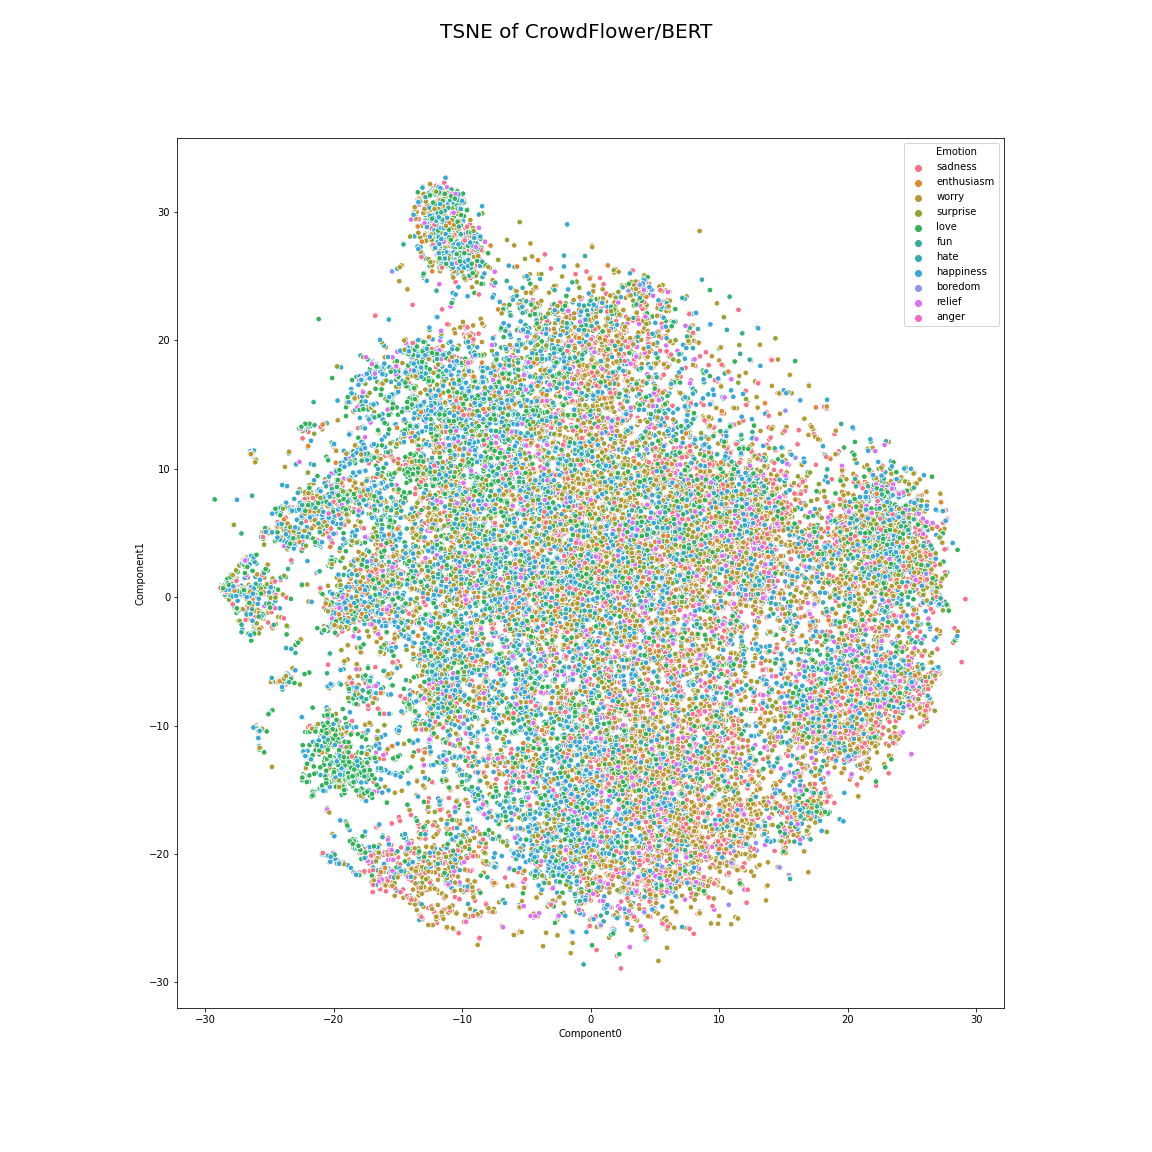 TSNE of CrowdFlower/BERT
Emotion
sadness
enthusiasm
worry
surprise
love
fun
hate
happiness
boredom
relief
anger
30
20
10
0
−10
−20
−30
Component1
−30 −20 −10 0 10 20 30
Component0